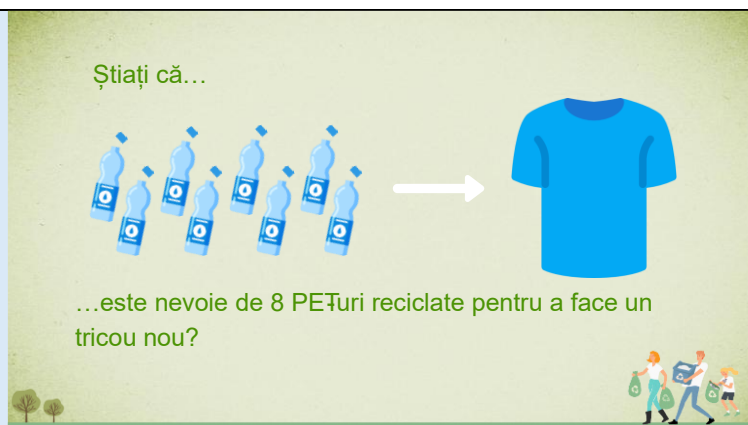 Știați că…
…este nevoie de 8 PET-uri reciclate pentru a face un
tricou nou?